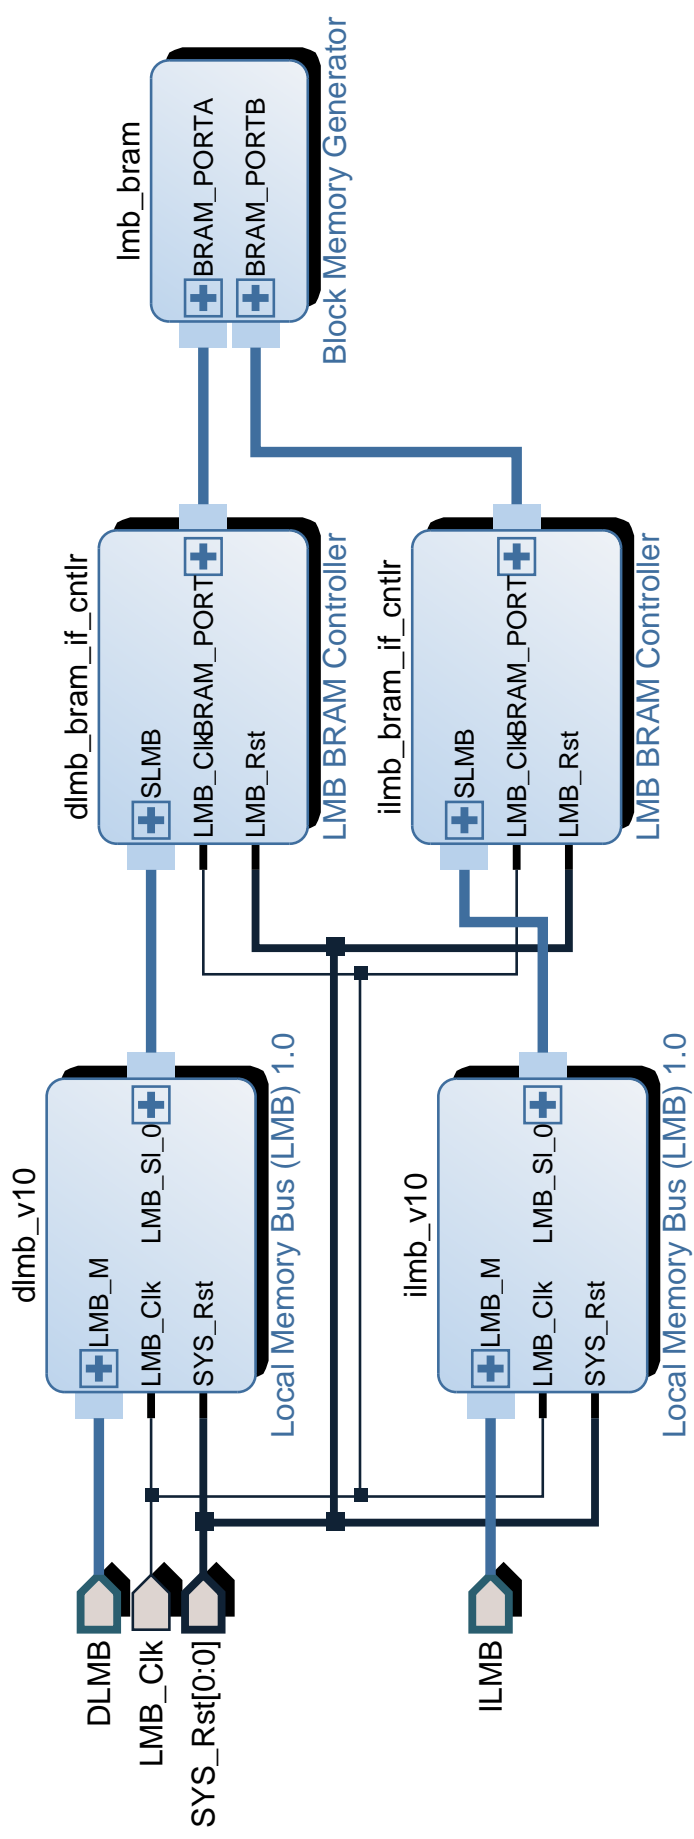 lmb_bram
BRAM_PORTA
BRAM_PORTB
Block Memory Generator
dlmb_bram_if_cntlr
SLMB
LMB_Clk
BRAM_PORT
LMB_Rst
LMB BRAM Controller
ilmb_bram_if_cntlr
SLMB
LMB_Clk
BRAM_PORT
LMB_Rst
LMB BRAM Controller
dlmb_v10
LMB_M
LMB_Clk
LMB_Sl_0
SYS_Rst
Local Memory Bus (LMB) 1.0
ilmb_v10
LMB_M
LMB_Clk
LMB_Sl_0
SYS_Rst
Local Memory Bus (LMB) 1.0
DLMB
LMB_Clk
SYS_Rst[0:0]
ILMB